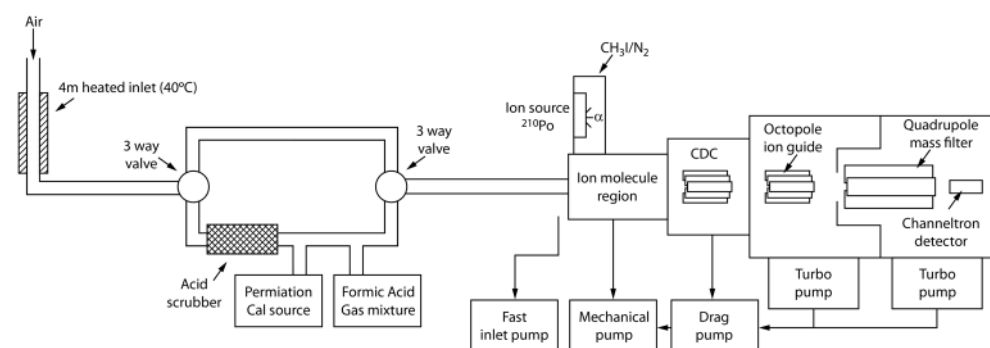 Air
4m heated inlet (40ºC)
3 way
valve
3 way
valve
Acid
scrubber
Permiation
Cal source
Formic Acid
Gas mixture
CH₃I/N₂
Ion source
²¹⁰Po
α
Ion molecule
region
CDC
Octopole
ion guide
Quadrupole
mass filter
Channeltron
detector
Fast
inlet pump
Mechanical
pump
Drag
pump
Turbo
pump
Turbo
pump